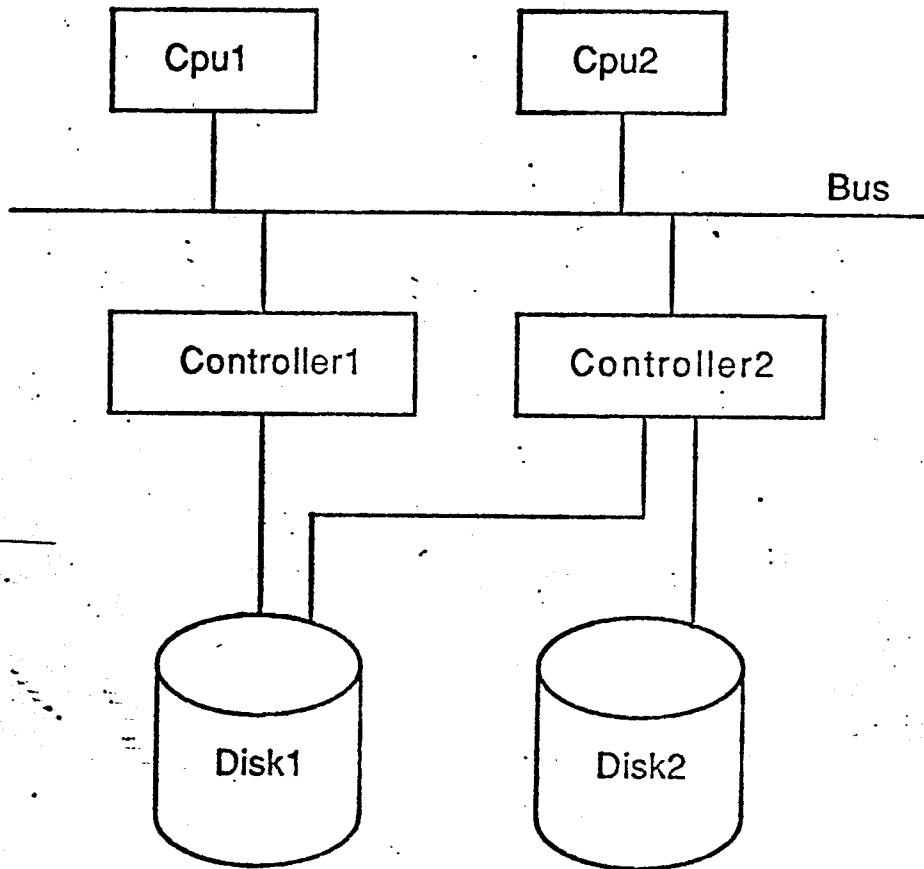 Cpu1
Cpu2
Bus
Controller1
Controller2
Disk1
Disk2